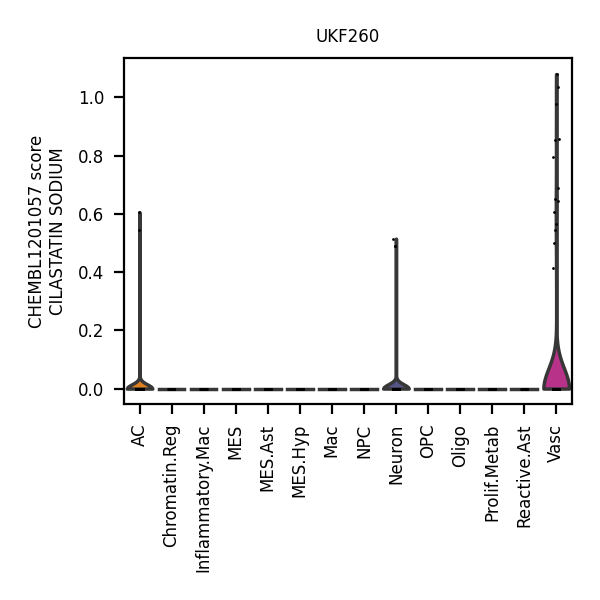 UKF260
CHEMBL1201057 score
CILASTATIN SODIUM
1.0
0.8
0.6
0.4
0.2
0.0
AC
Chromatin.Reg
Inflammatory.Mac
MES
MES.Ast
MES.Hyp
Mac
NPC
Neuron
OPC
Oligo
Prolif.Metab
Reactive.Ast
Vasc